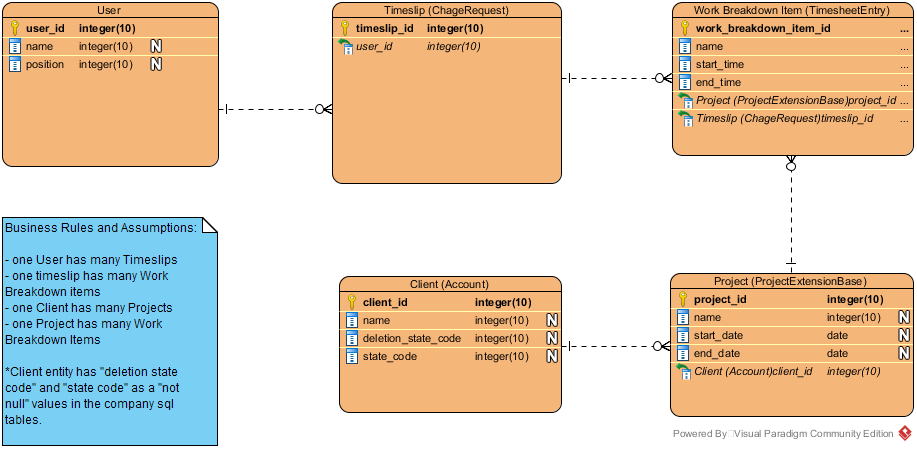 User
user_id integer(10)
name integer(10) N
position integer(10) N
Timeslip (ChageRequest)
timeslip_id integer(10)
user_id integer(10)
Work Breakdown Item (TimesheetEntry)
work_breakdown_item_id ...
name ...
start_time ...
end_time ...
Project (ProjectExtensionBase)project_id ...
Timeslip (ChageRequest)timeslip_id ...
Business Rules and Assumptions:
- one User has many Timeslips
- one timeslip has many Work
Breakdown items
- one Client has many Projects
- one Project has many Work
Breakdown Items
*Client entity has "deletion state
code" and "state code" as a "not
null" values in the company sql
tables.
Client (Account)
client_id integer(10)
name integer(10) N
deletion_state_code integer(10) N
state_code integer(10) N
Project (ProjectExtensionBase)
project_id integer(10)
name integer(10) N
start_date date N
end_date date N
Client (Account)client_id integer(10)
Powered By Visual Paradigm Community Edition